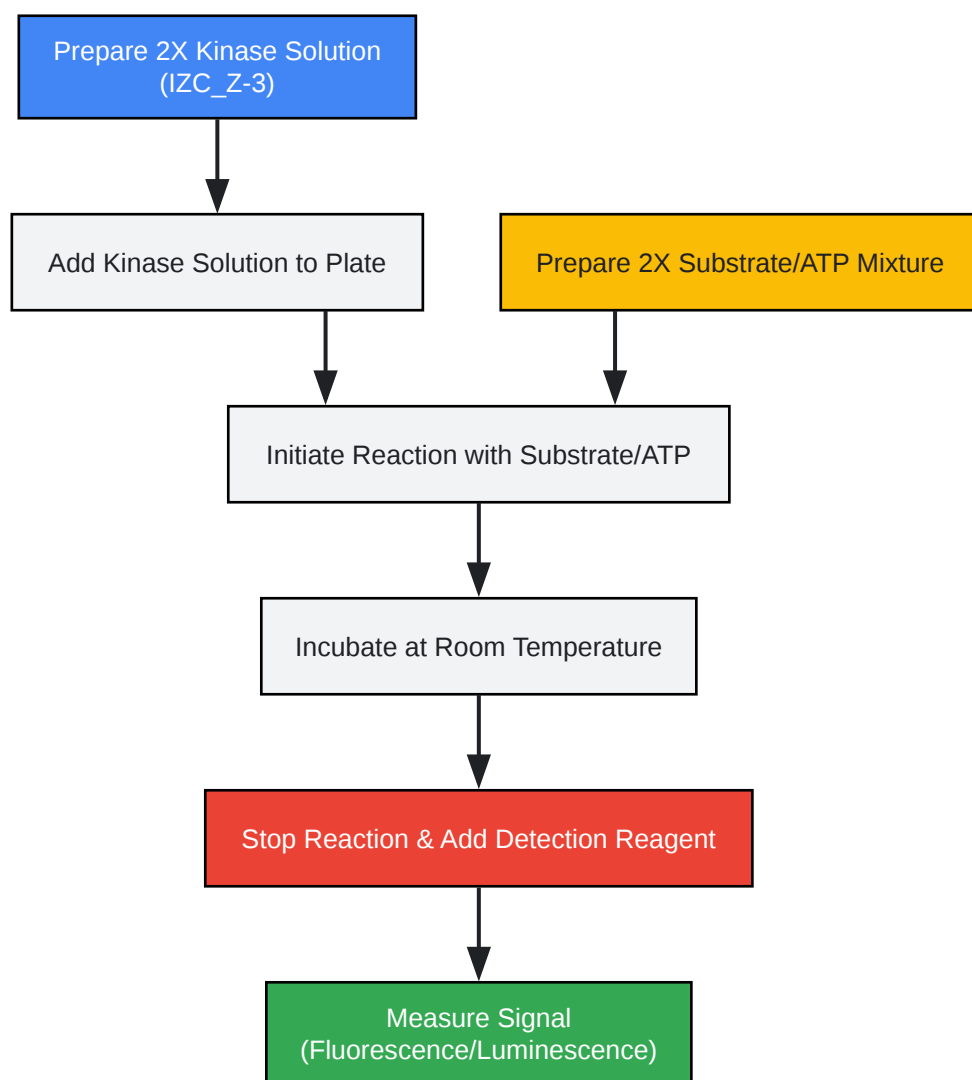 Prepare 2X Kinase Solution
(IZC_Z-3)
Add Kinase Solution to Plate
Prepare 2X Substrate/ATP Mixture
Initiate Reaction with Substrate/ATP
Incubate at Room Temperature
Stop Reaction & Add Detection Reagent
Measure Signal
(Fluorescence/Luminescence)